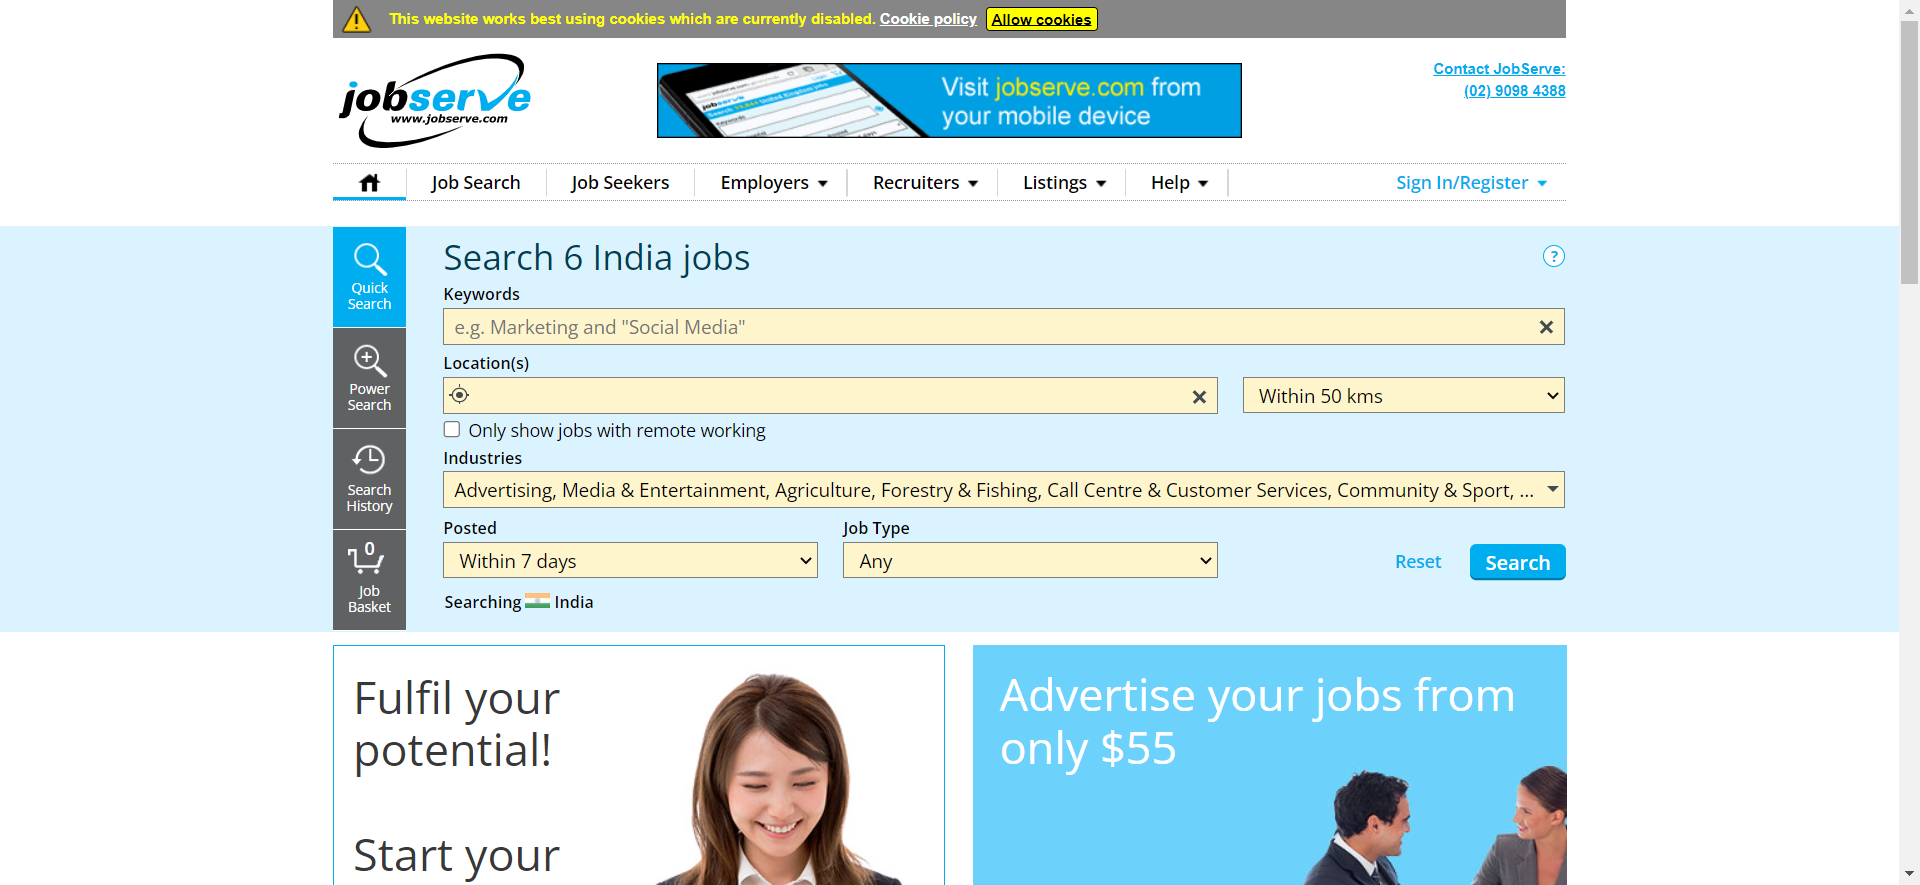 This website works best using cookies which are currently disabled. Cookie policy Allow cookies
jobserve
www.jobserve.com
Visit jobserve.com from
your mobile device
Contact JobServe:
(02) 9098 4388
Job Search Job Seekers Employers Recruiters Listings Help Sign In/Register
Quick
Search
Power
Search
Search
History
0
Job
Basket
Search 6 India jobs
?
Keywords
e.g. Marketing and "Social Media"
Location(s)
Within 50 kms
Only show jobs with remote working
Industries
Advertising, Media & Entertainment, Agriculture, Forestry & Fishing, Call Centre & Customer Services, Community & Sport, ...
Posted Job Type
Within 7 days Any Reset Search
Searching India
Fulfil your
potential!
Start your
Advertise your jobs from
only $55